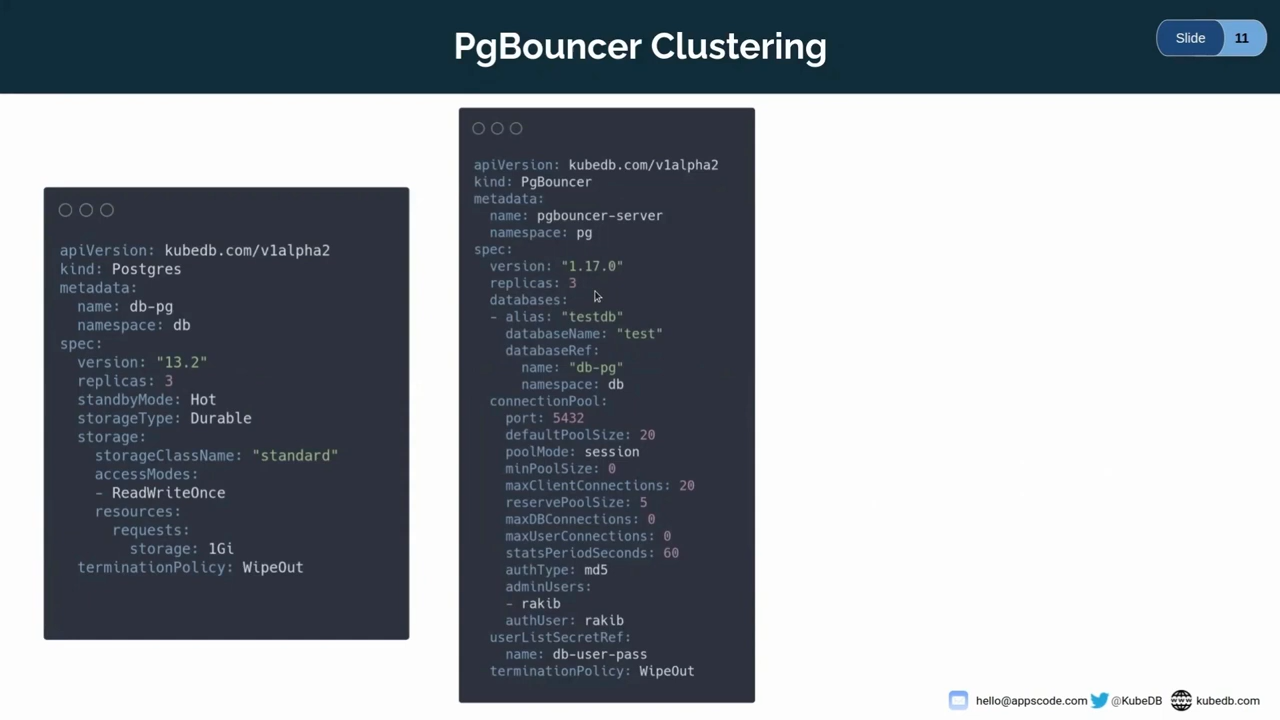 PgBouncer Clustering
Slide 11
apiVersion: kubedb.com/v1alpha2
kind: Postgres
metadata:
  name: db-pg
  namespace: db
spec:
  version: "13.2"
  replicas: 3
  standbyMode: Hot
  storageType: Durable
  storage:
    storageClassName: "standard"
    accessModes:
    - ReadWriteOnce
    resources:
      requests:
        storage: 1Gi
  terminationPolicy: WipeOut
apiVersion: kubedb.com/v1alpha2
kind: PgBouncer
metadata:
  name: pgbouncer-server
  namespace: pg
spec:
  version: "1.17.0"
  replicas: 3
  databases:
  - alias: "testdb"
    databaseName: "test"
    databaseRef:
      name: "db-pg"
      namespace: db
  connectionPool:
    port: 5432
    defaultPoolSize: 20
    poolMode: session
    minPoolSize: 0
    maxClientConnections: 20
    reservePoolSize: 5
    maxDBConnections: 0
    maxUserConnections: 0
    statsPeriodSeconds: 60
    authType: md5
    adminUsers:
    - rakib
    authUser: rakib
  userListSecretRef:
    name: db-user-pass
  terminationPolicy: WipeOut
hello@appscode.com @KubeDB kubedb.com